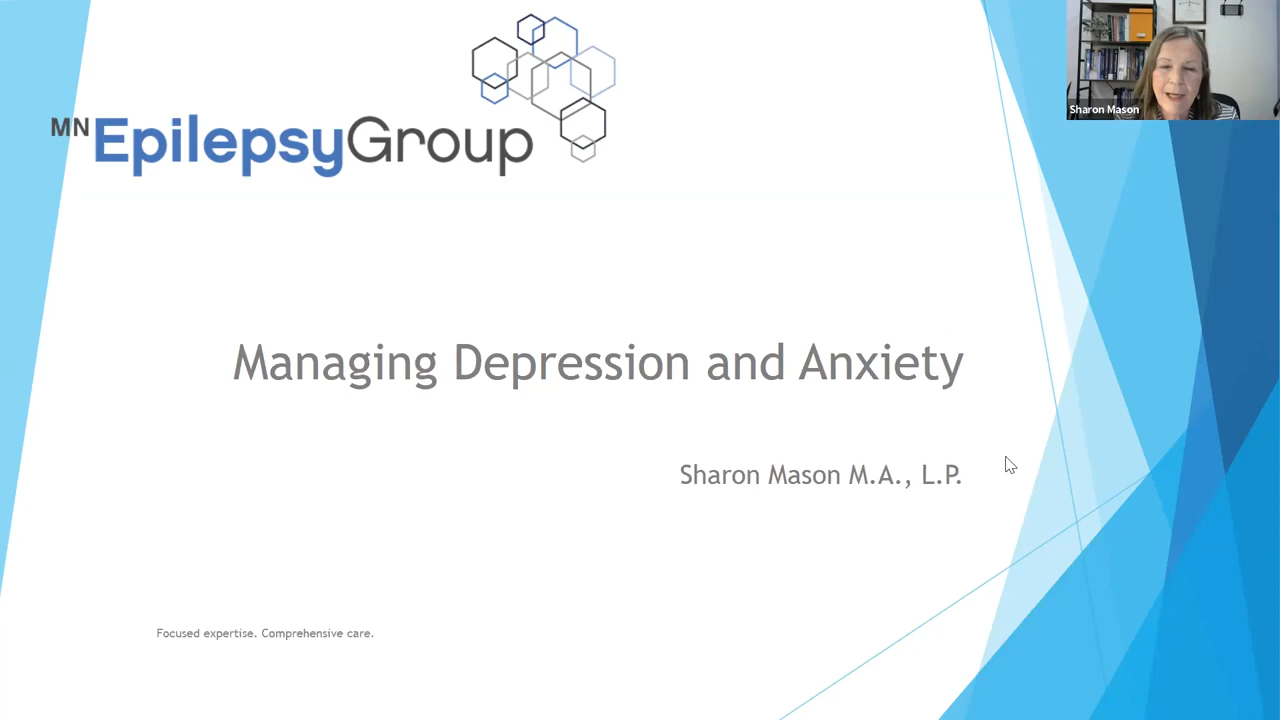 MN EpilepsyGroup
Sharon Mason
Managing Depression and Anxiety
Sharon Mason M.A., L.P.
Focused expertise. Comprehensive care.